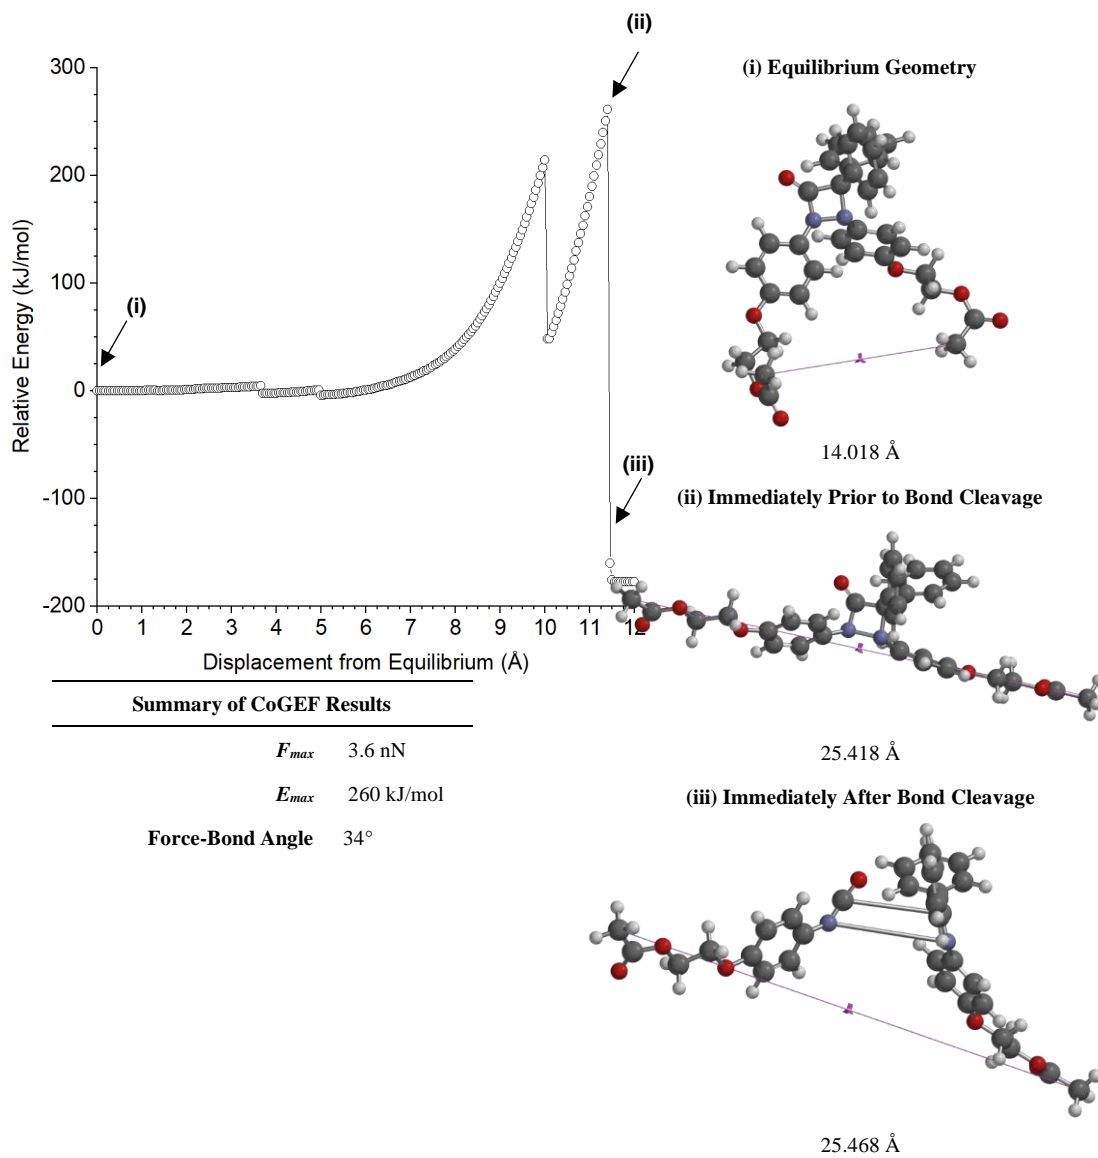 (ii)
300
(i) Equilibrium Geometry
200
100
0
-100
-200
Relative Energy (kJ/mol)
(i)
(iii)
0 1 2 3 4 5 6 7 8 9 10 11 12
Displacement from Equilibrium (Å)
14.018 Å
(ii) Immediately Prior to Bond Cleavage
25.418 Å
Summary of CoGEF Results
Fmax 3.6 nN
Emax 260 kJ/mol
Force-Bond Angle 34°
(iii) Immediately After Bond Cleavage
25.468 Å